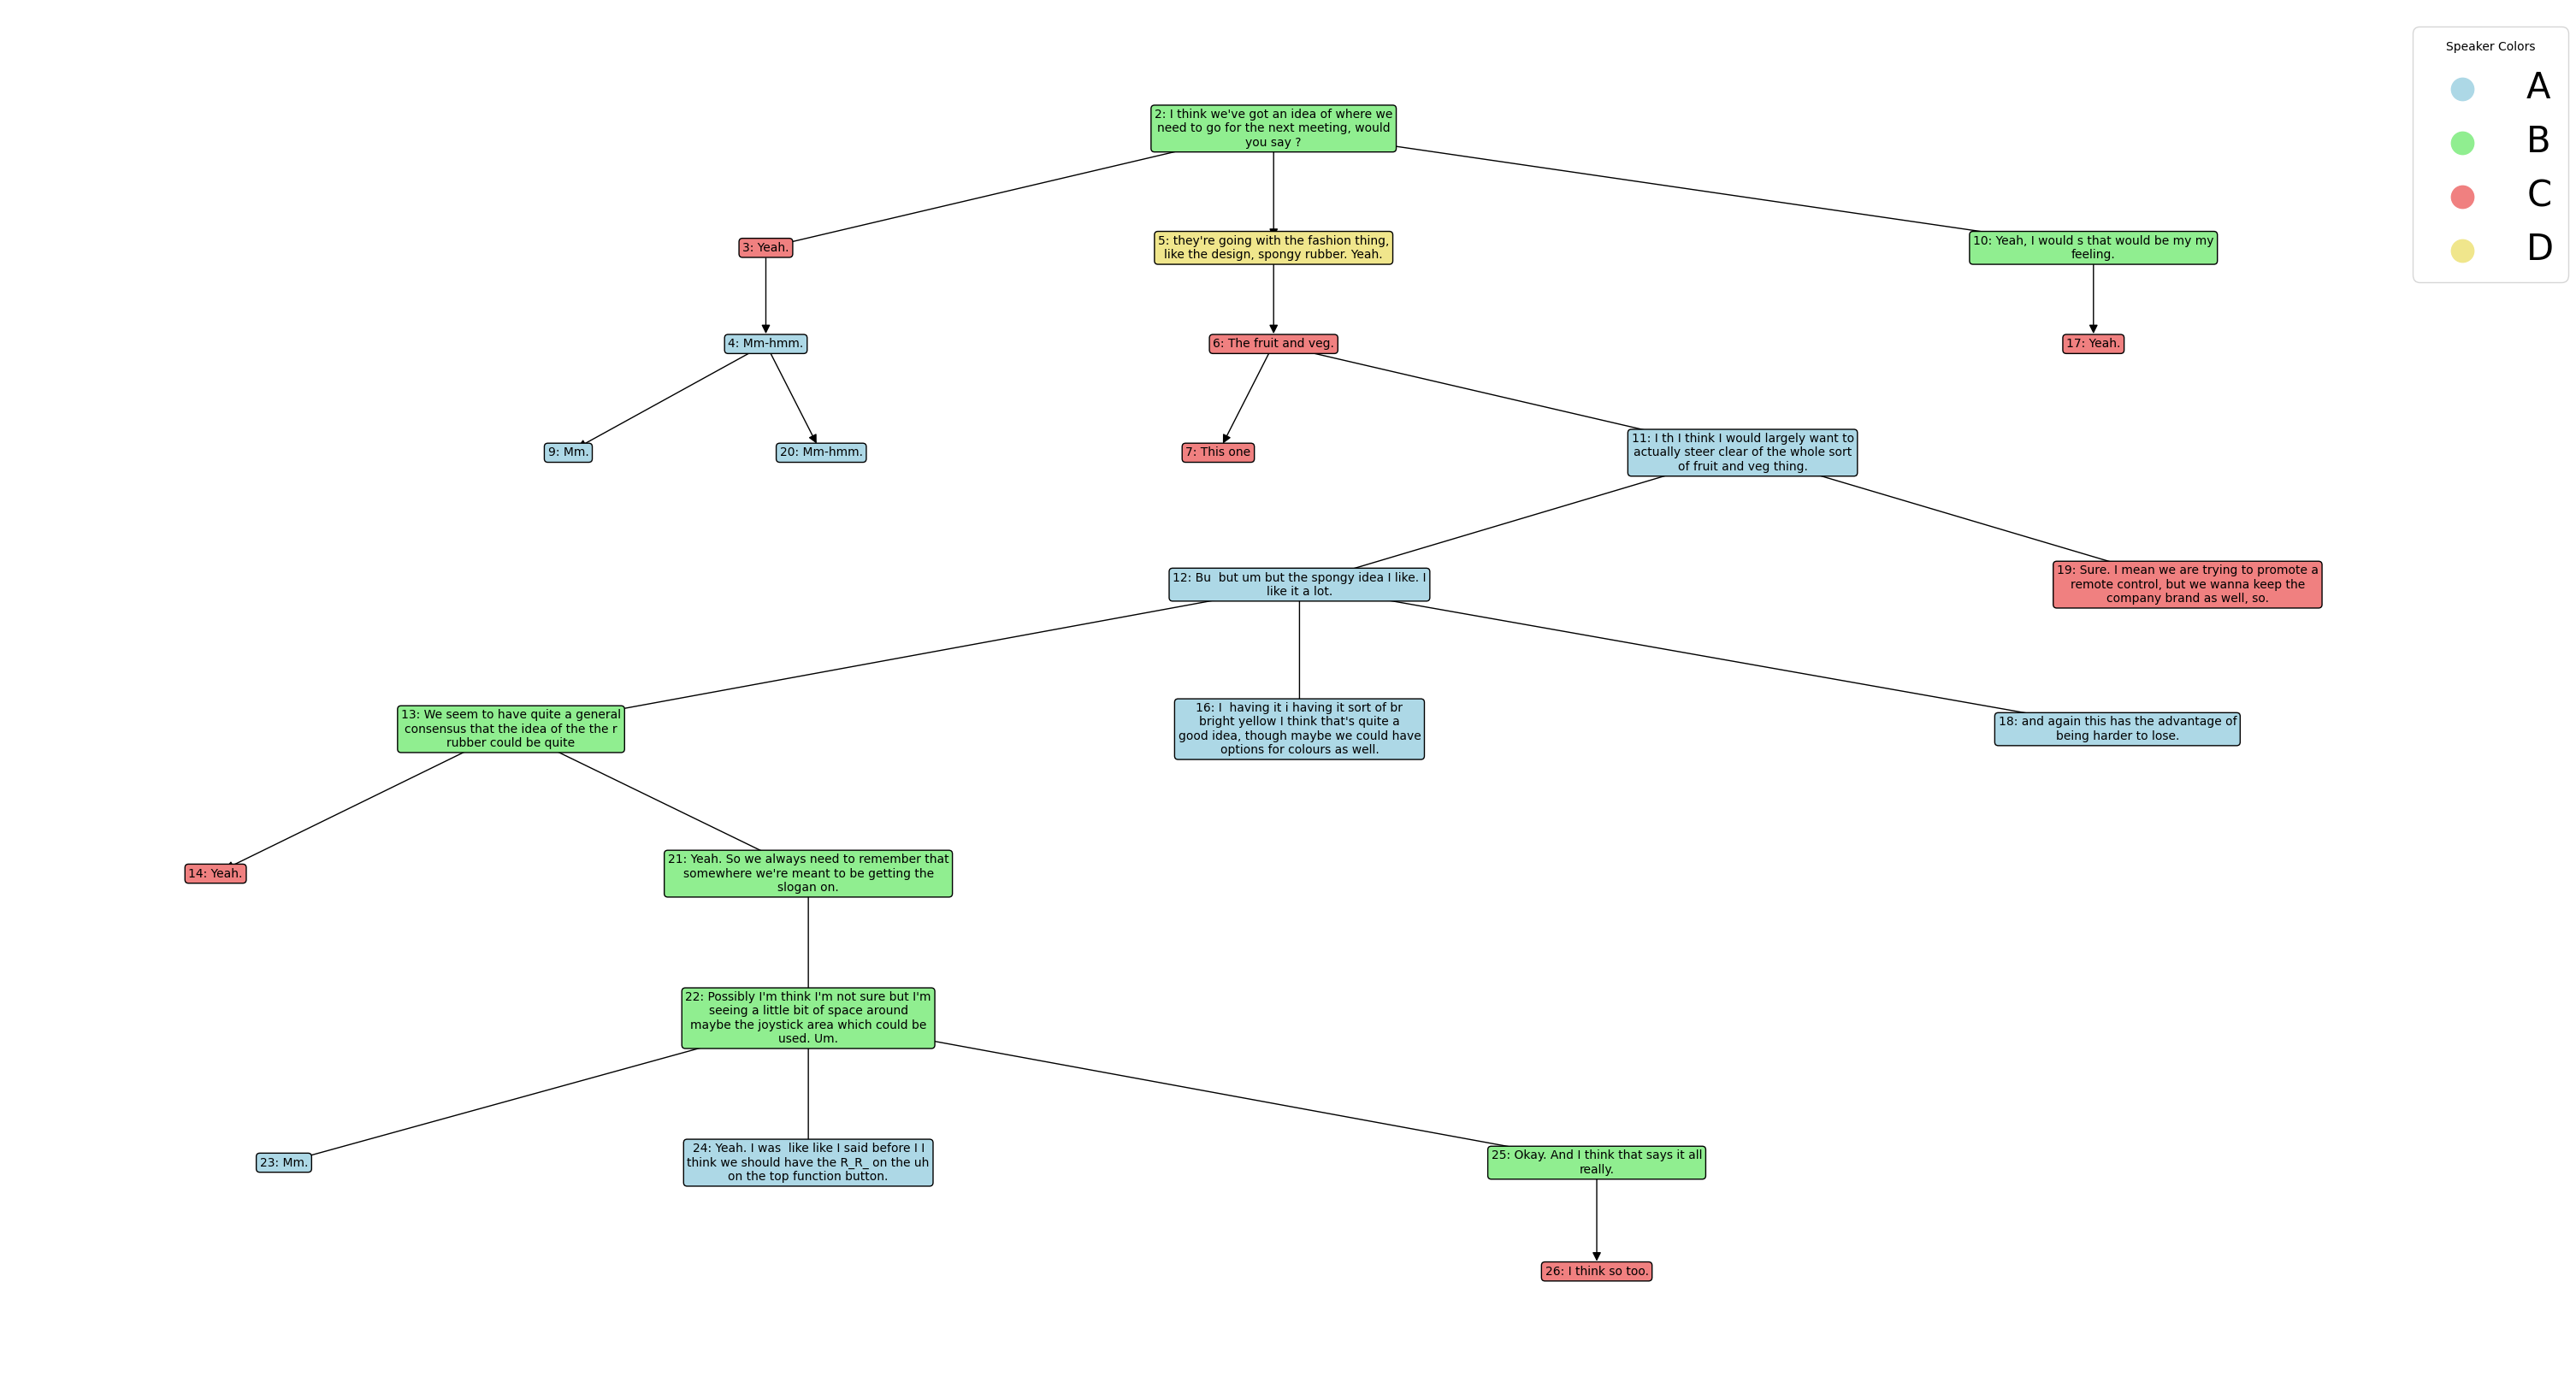 Speaker Colors
A
B
C
D
2: I think we've got an idea of where we
need to go for the next meeting, would
you say ?
3: Yeah.
5: they're going with the fashion thing,
like the design, spongy rubber. Yeah.
10: Yeah, I would s that would be my my
feeling.
4: Mm-hmm.
6: The fruit and veg.
17: Yeah.
9: Mm.
20: Mm-hmm.
7: This one
11: I th I think I would largely want to
actually steer clear of the whole sort
of fruit and veg thing.
12: Bu  but um but the spongy idea I like. I
like it a lot.
19: Sure. I mean we are trying to promote a
remote control, but we wanna keep the
company brand as well, so.
13: We seem to have quite a general
consensus that the idea of the the r
rubber could be quite
16: I  having it i having it sort of br
bright yellow I think that's quite a
good idea, though maybe we could have
options for colours as well.
18: and again this has the advantage of
being harder to lose.
14: Yeah.
21: Yeah. So we always need to remember that
somewhere we're meant to be getting the
slogan on.
22: Possibly I'm think I'm not sure but I'm
seeing a little bit of space around
maybe the joystick area which could be
used. Um.
23: Mm.
24: Yeah. I was  like like I said before I I
think we should have the R_R_ on the uh
on the top function button.
25: Okay. And I think that says it all
really.
26: I think so too.